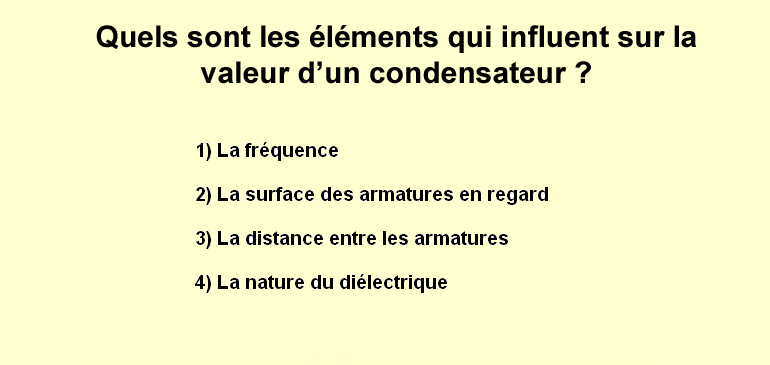 Quels sont les éléments qui influent sur la
valeur d’un condensateur ?
1) La fréquence
2) La surface des armatures en regard
3) La distance entre les armatures
4) La nature du diélectrique